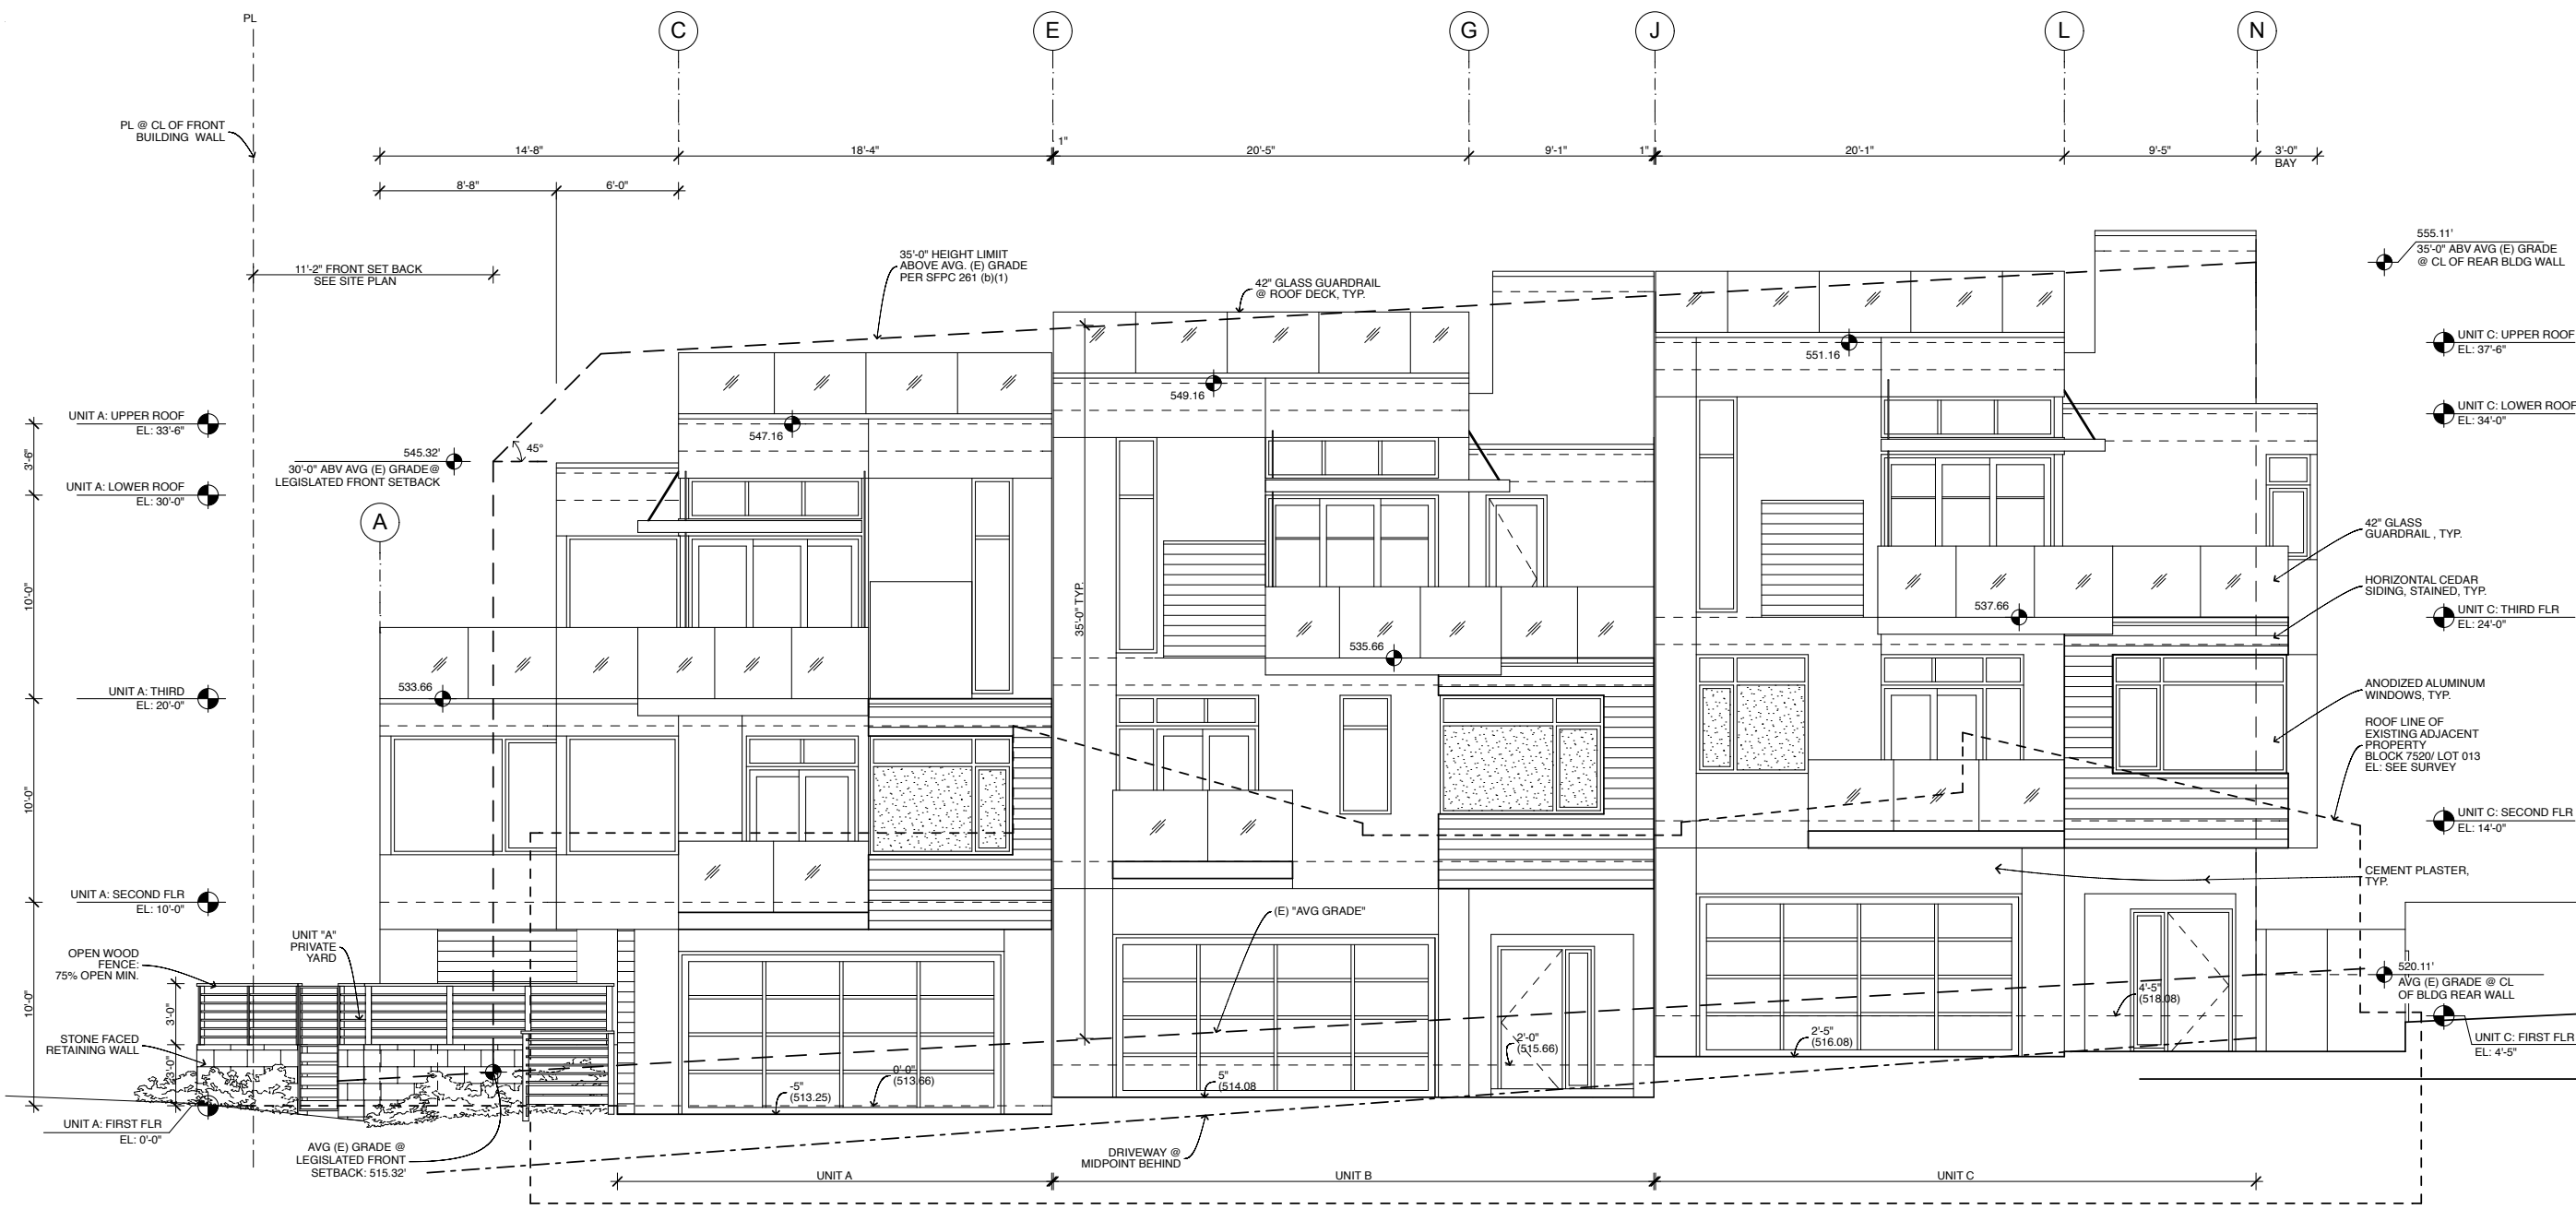 PL
C
E
G
J
L
N
PL @ CL OF FRONT
BUILDING WALL
14'-8"
18'-4"
1"
20'-5"
9'-1"
1"
20'-1"
9'-5"
3'-0"
BAY
8'-8"
6'-0"
11'-2" FRONT SET BACK
SEE SITE PLAN
35'-0" HEIGHT LIMIIT
ABOVE AVG. (E) GRADE
PER SFPC 261 (b)(1)
42" GLASS GUARDRAIL
@ ROOF DECK, TYP.
555.11'
35'-0" ABV AVG (E) GRADE
@ CL OF REAR BLDG WALL
UNIT C: UPPER ROOF
EL: 37'-6"
551.16
549.16
UNIT A: UPPER ROOF
EL: 33'-6"
547.16
UNIT C: LOWER ROOF
EL: 34'-0"
3'-6"
45°
545.32'
30'-0" ABV AVG (E) GRADE@
LEGISLATED FRONT SETBACK
UNIT A: LOWER ROOF
EL: 30'-0"
A
42" GLASS
GUARDRAIL , TYP.
10'-0"
35'-0" TYP.
HORIZONTAL CEDAR
SIDING, STAINED, TYP.
537.66
UNIT C: THIRD FLR
EL: 24'-0"
535.66
UNIT A: THIRD
EL: 20'-0"
533.66
ANODIZED ALUMINUM
WINDOWS, TYP.
ROOF LINE OF
EXISTING ADJACENT
PROPERTY
BLOCK 7520/ LOT 013
EL: SEE SURVEY
10'-0"
UNIT C: SECOND FLR
EL: 14'-0"
CEMENT PLASTER,
TYP.
UNIT A: SECOND FLR
EL: 10'-0"
(E) "AVG GRADE"
UNIT "A"
PRIVATE
YARD
OPEN WOOD
FENCE:
75% OPEN MIN.
520.11'
AVG (E) GRADE @ CL
OF BLDG REAR WALL
10'-0"
3'-0"
4'-5"
(518.08)
STONE FACED
RETAINING WALL
3'-0"
2'-0"
(515.66)
2'-5"
(516.08)
UNIT C: FIRST FLR
EL: 4'-5"
0'-0"
(513.66)
5"
(514.08
-5"
(513.25)
UNIT A: FIRST FLR
EL: 0'-0"
AVG (E) GRADE @
LEGISLATED FRONT
SETBACK: 515.32'
DRIVEWAY @
MIDPOINT BEHIND
UNIT A
UNIT B
UNIT C